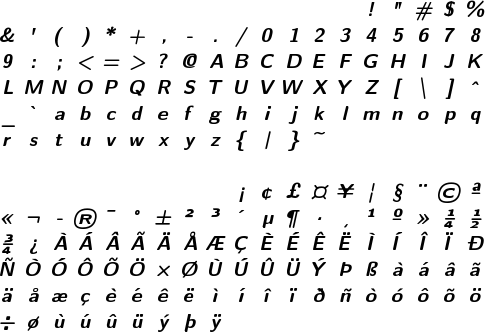 ! " # $ %
& ' ( ) * + , - . / 0 1 2 3 4 5 6 7 8
9 : ; < = > ? @ A B C D E F G H I J K
L M N O P Q R S T U V W X Y Z [ \ ] ^
_ ` a b c d e f g h i j k l m n o p q
r s t u v w x y z { | } ~
¡ ¢ £ ¤ ¥ ¦ § ¨ © ª
« ¬ - ® ¯ ° ± ² ³ ´ µ ¶ · ¸ ¹ º » ¼ ½
¾ ¿ À Á Â Ã Ä Å Æ Ç È É Ê Ë Ì Í Î Ï Ð
Ñ Ò Ó Ô Õ Ö × Ø Ù Ú Û Ü Ý Þ ß à á â ã
ä å æ ç è é ê ë ì í î ï ð ñ ò ó ô õ ö
÷ ø ù ú û ü ý þ ÿ